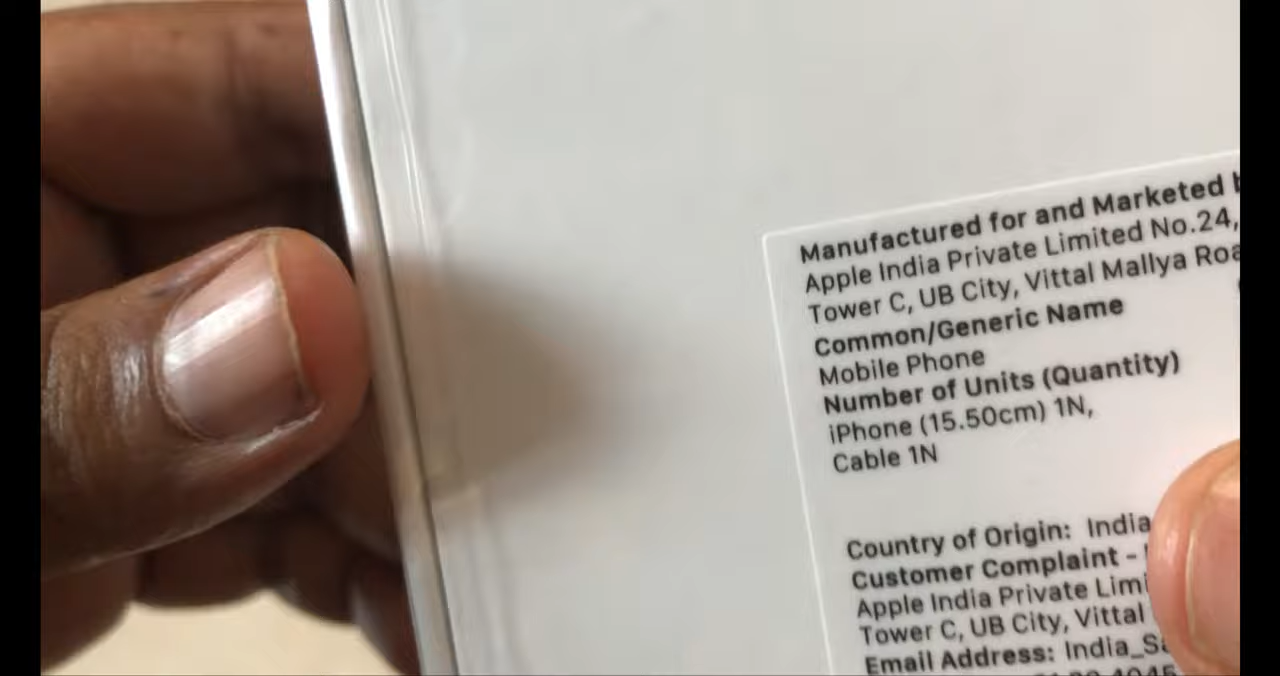 Manufactured for and Marketed
Apple India Private Limited No.24,
Tower C, UB City, Vittal Mallya
Common/Generic Name
Mobile Phone
Number of Units (Quantity)
iPhone (15.50cm) 1N,
Cable 1N
Country of Origin: India
Customer Complaint -
Apple India Private
Tower C, UB City, Vittal
Email Address: